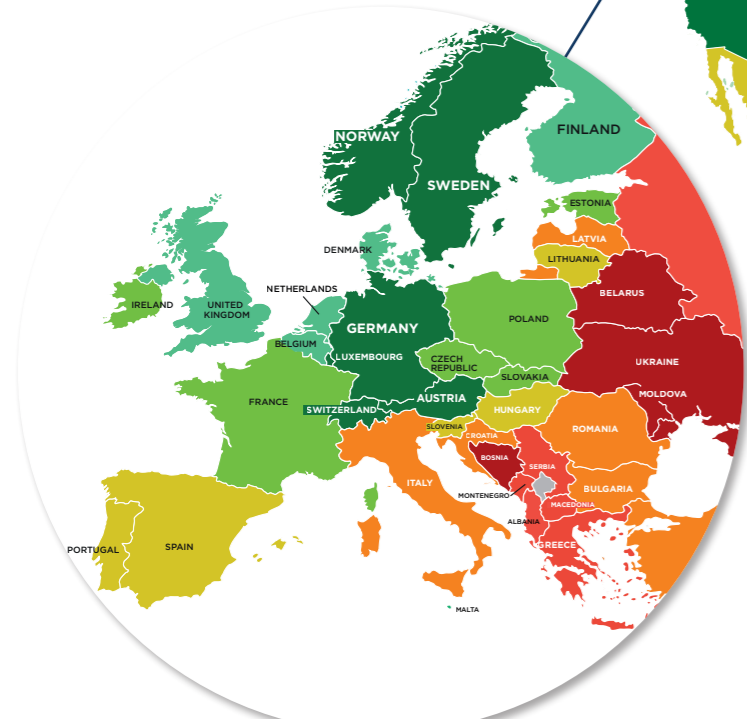 FINLAND
NORWAY
SWEDEN
ESTONIA
LATVIA
DENMARK
LITHUANIA
NETHERLANDS
BELARUS
IRELAND
UNITED
KINGDOM
POLAND
GERMANY
BELGIUM
LUXEMBOURG
CZECH
REPUBLIC
UKRAINE
SLOVAKIA
MOLDOVA
FRANCE
AUSTRIA
SWITZERLAND
HUNGARY
SLOVENIA
ROMANIA
CROATIA
BOSNIA
SERBIA
ITALY
BULGARIA
MONTENEGRO
MACEDONIA
ALBANIA
PORTUGAL
SPAIN
GREECE
MALTA